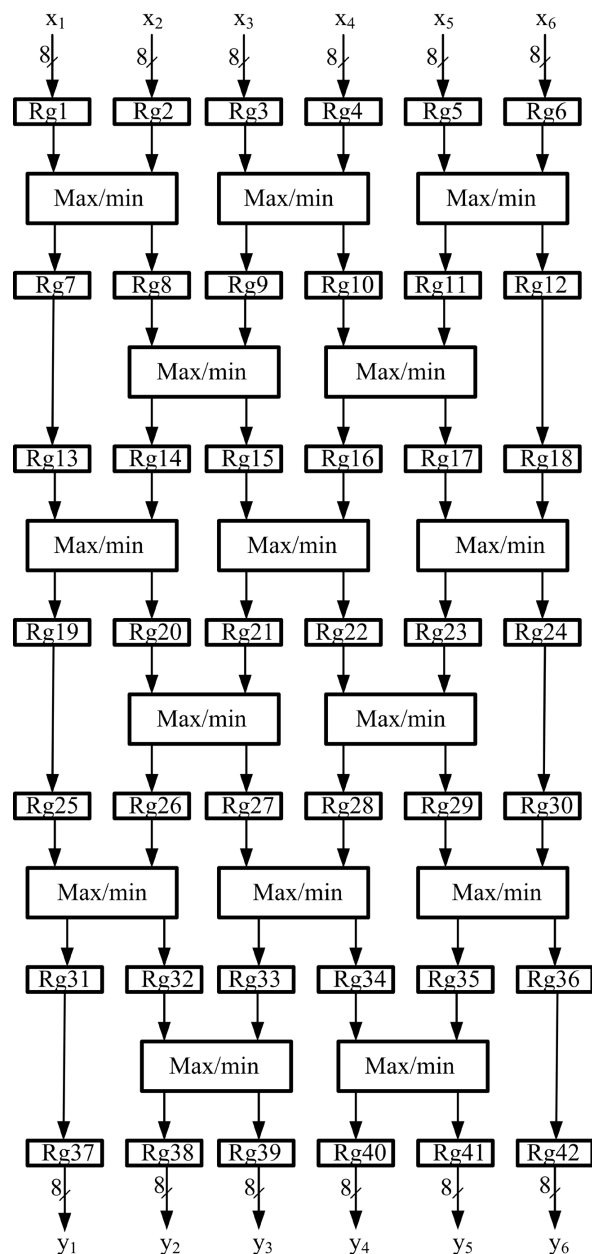 x₁ x₂ x₃ x₄ x₅ x₆
8 8 8 8 8 8
Rg1 Rg2 Rg3 Rg4 Rg5 Rg6
Max/min Max/min Max/min
Rg7 Rg8 Rg9 Rg10 Rg11 Rg12
Max/min Max/min
Rg13 Rg14 Rg15 Rg16 Rg17 Rg18
Max/min Max/min Max/min
Rg19 Rg20 Rg21 Rg22 Rg23 Rg24
Max/min Max/min
Rg25 Rg26 Rg27 Rg28 Rg29 Rg30
Max/min Max/min Max/min
Rg31 Rg32 Rg33 Rg34 Rg35 Rg36
Max/min Max/min
Rg37 Rg38 Rg39 Rg40 Rg41 Rg42
8 8 8 8 8 8
y₁ y₂ y₃ y₄ y₅ y₆